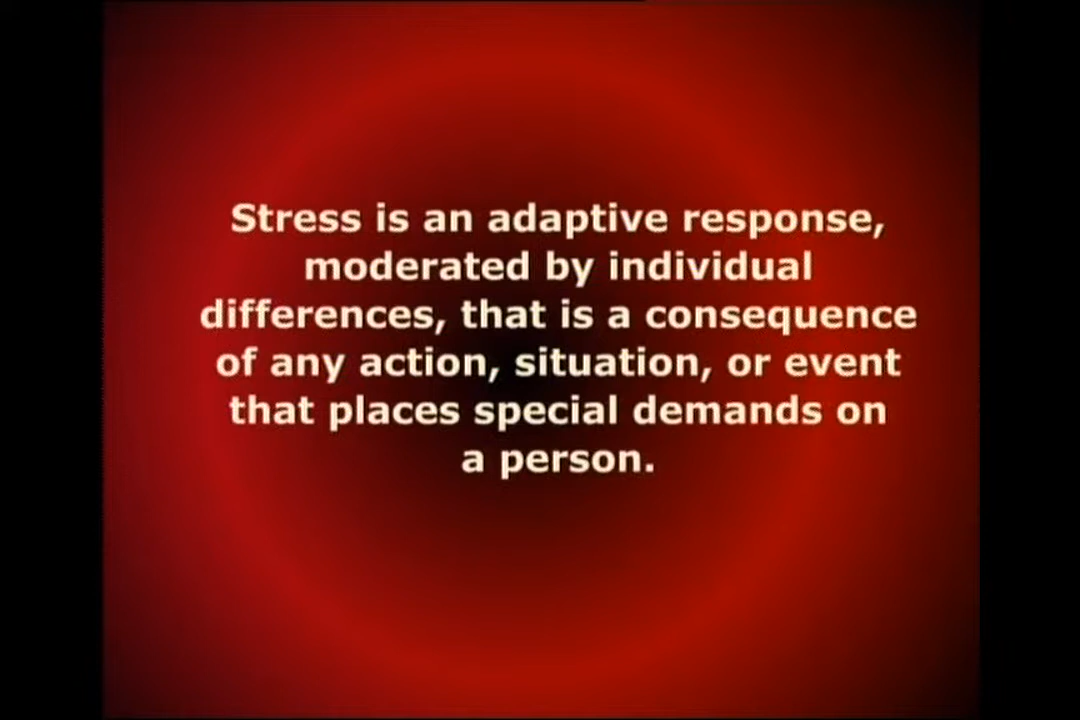 Stress is an adaptive response,
moderated by individual
differences, that is a consequence
of any action, situation, or event
that places special demands on
a person.